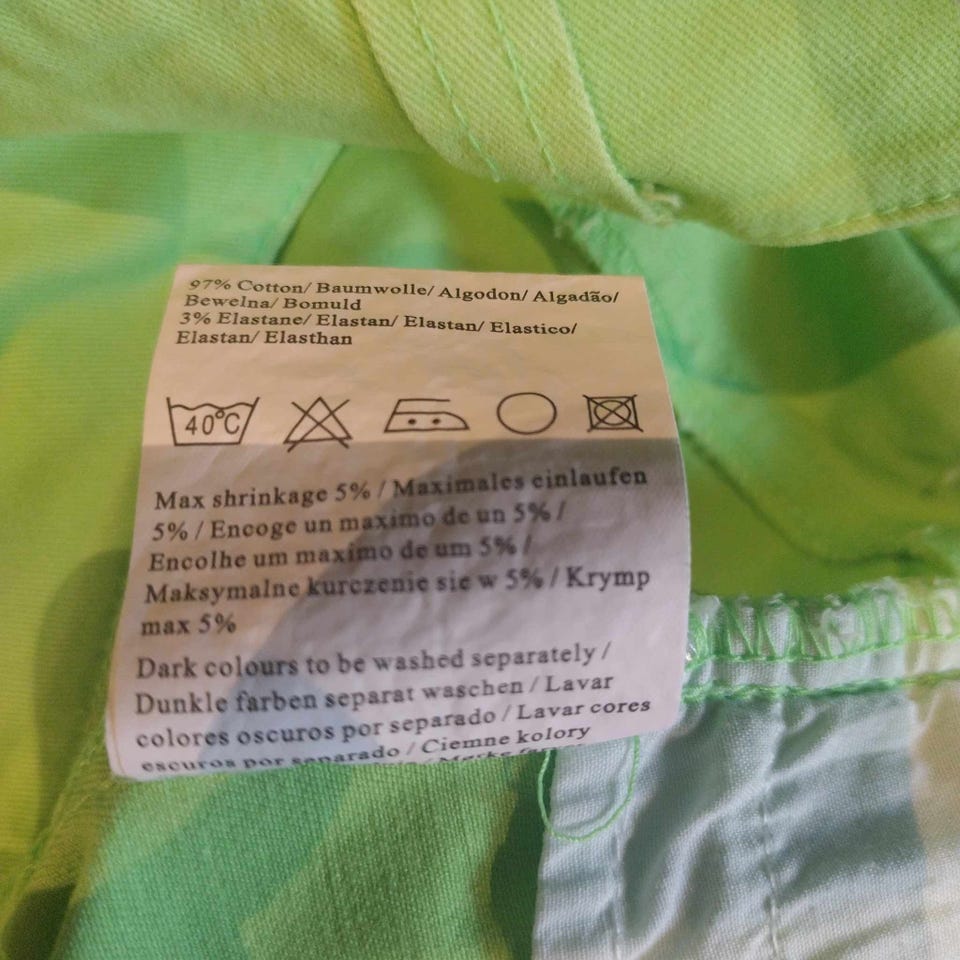 97% Cotton/ Baumwolle/ Algodon/ Algadão/
Bewelna/ Bomuld
3% Elastane/ Elastan/ Elastan/ Elastico/
Elastan/ Elasthan
40°C
Max shrinkage 5% / Maximales einlaufen
5% / Encoge un maximo de un 5% /
Encolhe um maximo de um 5% /
Maksymalne kurczenie sie w 5% / Krymp
max 5%
Dark colours to be washed separately /
Dunkle farben separat waschen / Lavar
colores oscuros por separado / Lavar cores
escuros por separado / Ciemne kolory
/ Mørke